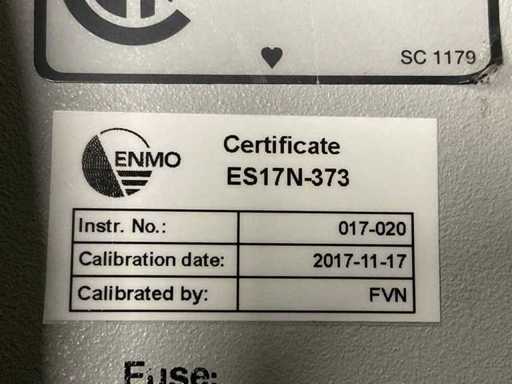 SC 1179
ENMO
Certificate
ES17N-373
Instr. No.: 017-020
Calibration date: 2017-11-17
Calibrated by: FVN
Fuse: